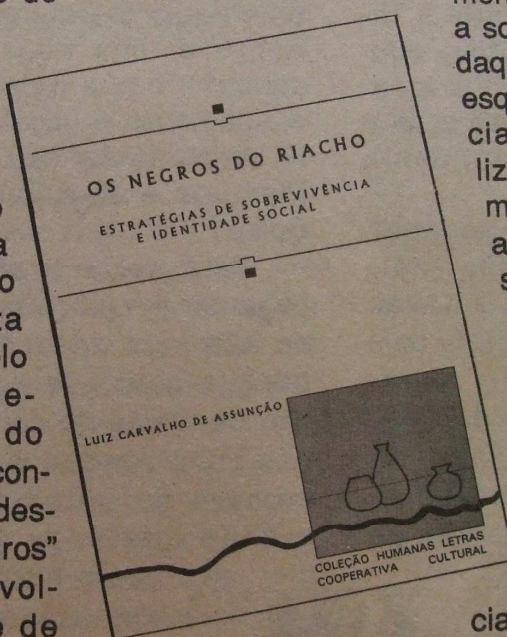 a so
daq
esq
cia
liz
m
a
s
OS NEGROS DO RIACHO
ESTRATÉGIAS DE SOBREVIVÊNCIA
E IDENTIDADE SOCIAL
LUIZ CARVALHO DE ASSUNÇÃO
COLEÇÃO HUMANAS LETRAS
COOPERATIVA CULTURAL
a
o
ta
lo
e-
do
con-
des-
ros"
vol-
de
cia